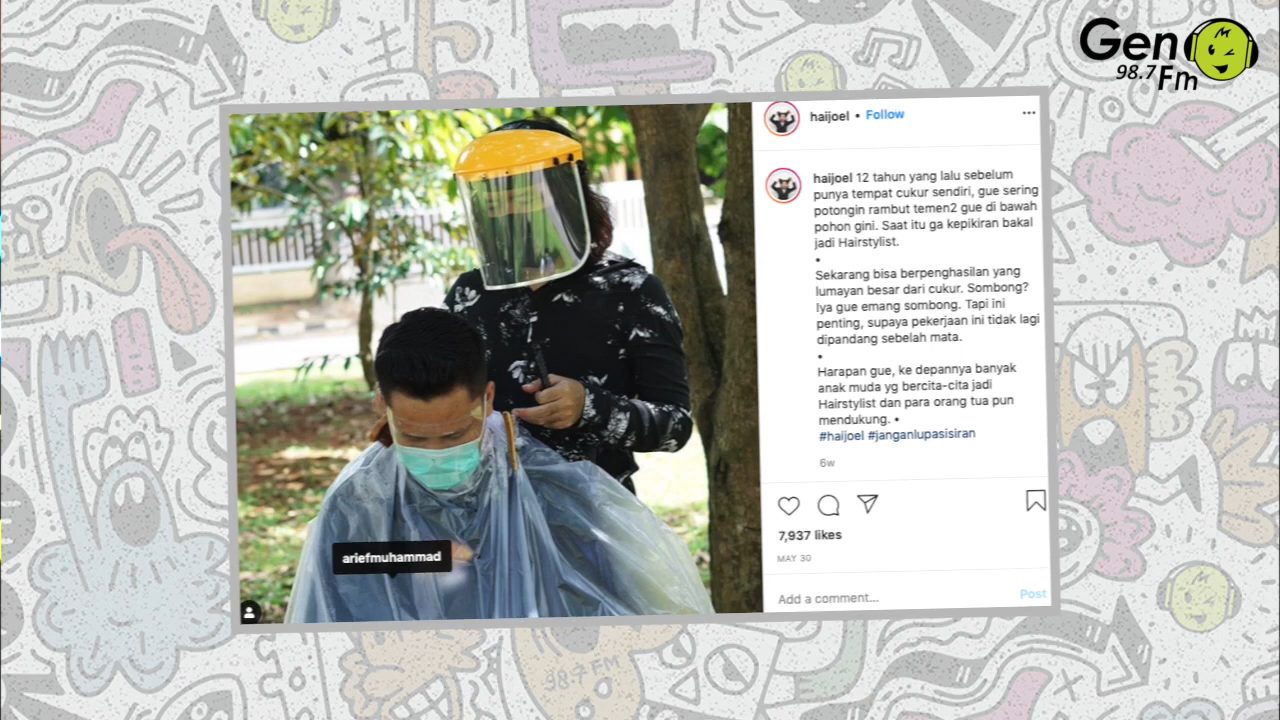 Gen
98.7 Fm
haijoel • Follow
haijoel 12 tahun yang lalu sebelum
punya tempat cukur sendiri, gue sering
potongin rambut temen2 gue di bawah
pohon gini. Saat itu ga kepikiran bakal
jadi Hairstylist.
•
Sekarang bisa berpenghasilan yang
lumayan besar dari cukur. Sombong?
Iya gue emang sombong. Tapi ini
penting, supaya pekerjaan ini tidak lagi
dipandang sebelah mata.
•
Harapan gue, ke depannya banyak
anak muda yg bercita-cita jadi
Hairstylist dan para orang tua pun
mendukung. •
#haijoel #janganlupasisiran
6w
7,937 likes
MAY 30
Add a comment... Post
ariefmuhammad
98.7 FM